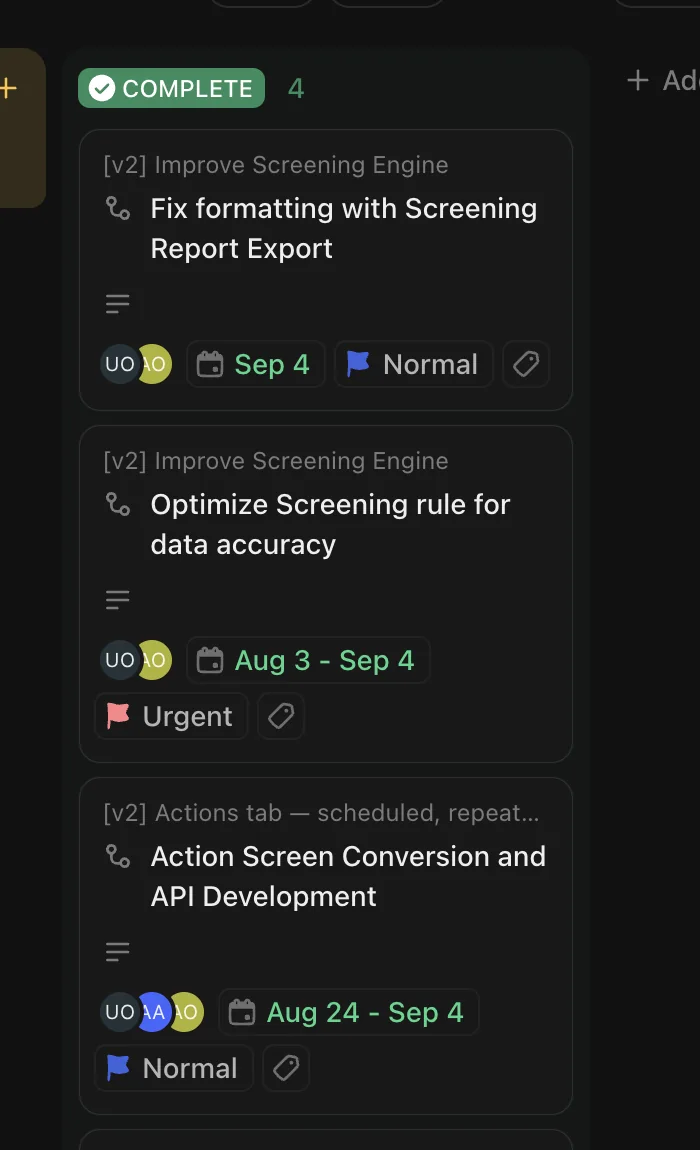 COMPLETE 4
[v2] Improve Screening Engine
Fix formatting with Screening
Report Export
UO AO Sep 4 Normal
[v2] Improve Screening Engine
Optimize Screening rule for
data accuracy
UO AO Aug 3 - Sep 4
Urgent
[v2] Actions tab — scheduled, repeat...
Action Screen Conversion and
API Development
UO AA AO Aug 24 - Sep 4
Normal